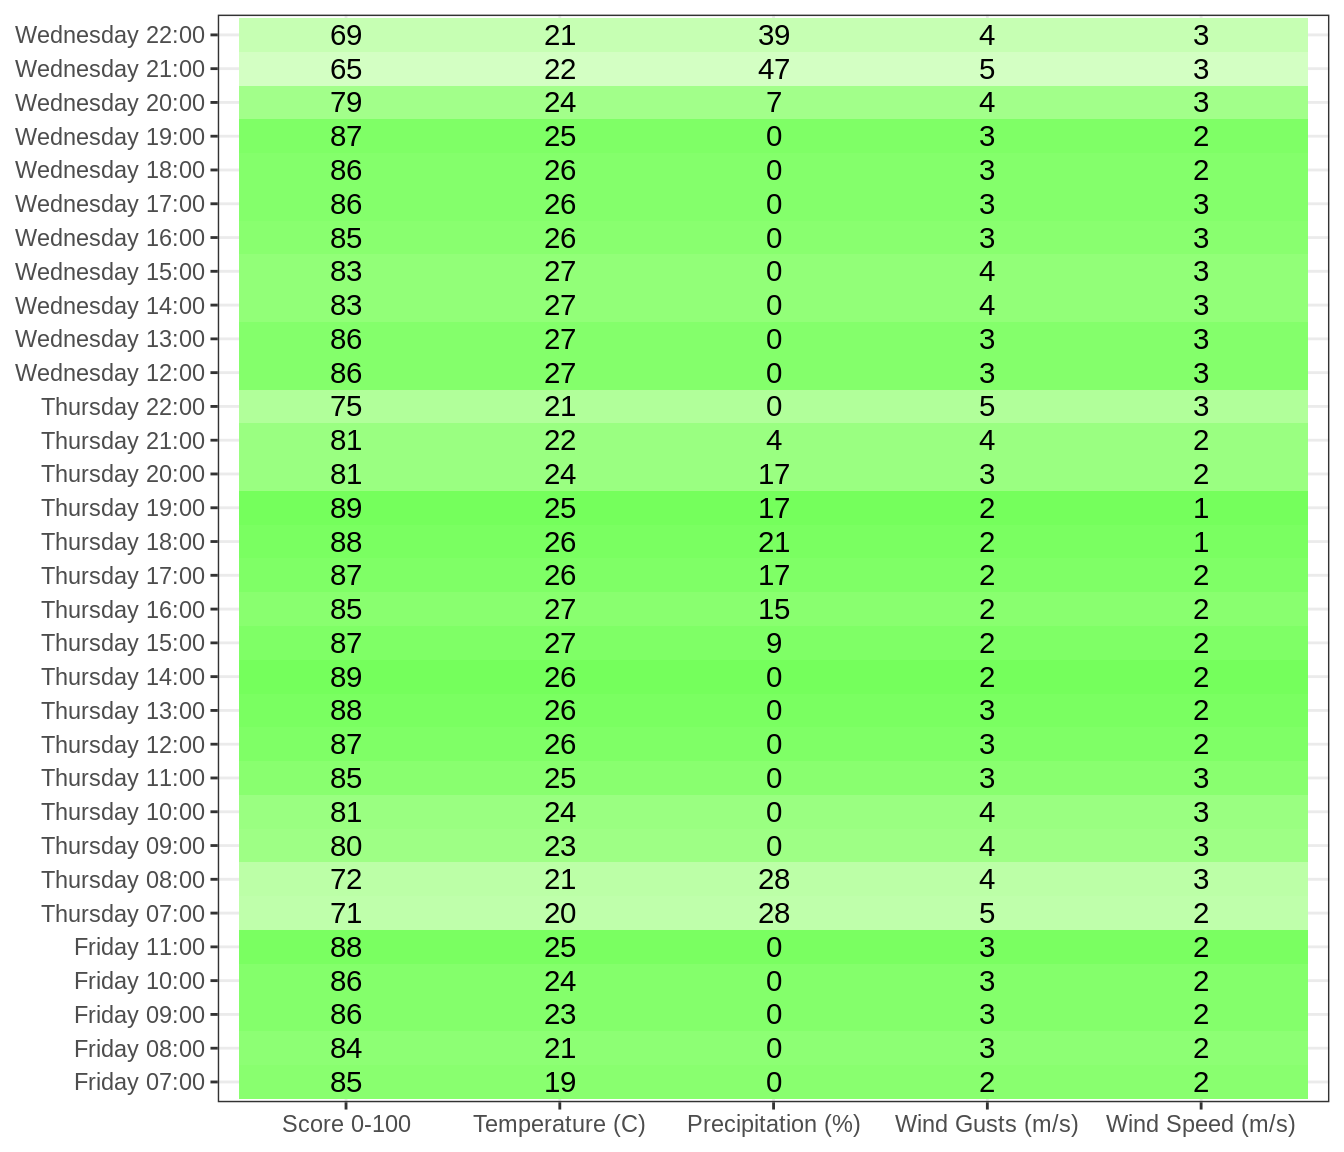 Wednesday 22:00 69 21 39 4 3
Wednesday 21:00 65 22 47 5 3
Wednesday 20:00 79 24 7 4 3
Wednesday 19:00 87 25 0 3 2
Wednesday 18:00 86 26 0 3 2
Wednesday 17:00 86 26 0 3 3
Wednesday 16:00 85 26 0 3 3
Wednesday 15:00 83 27 0 4 3
Wednesday 14:00 83 27 0 4 3
Wednesday 13:00 86 27 0 3 3
Wednesday 12:00 86 27 0 3 3
Thursday 22:00 75 21 0 5 3
Thursday 21:00 81 22 4 4 2
Thursday 20:00 81 24 17 3 2
Thursday 19:00 89 25 17 2 1
Thursday 18:00 88 26 21 2 1
Thursday 17:00 87 26 17 2 2
Thursday 16:00 85 27 15 2 2
Thursday 15:00 87 27 9 2 2
Thursday 14:00 89 26 0 2 2
Thursday 13:00 88 26 0 3 2
Thursday 12:00 87 26 0 3 2
Thursday 11:00 85 25 0 3 3
Thursday 10:00 81 24 0 4 3
Thursday 09:00 80 23 0 4 3
Thursday 08:00 72 21 28 4 3
Thursday 07:00 71 20 28 5 2
Friday 11:00 88 25 0 3 2
Friday 10:00 86 24 0 3 2
Friday 09:00 86 23 0 3 2
Friday 08:00 84 21 0 3 2
Friday 07:00 85 19 0 2 2
Score 0-100 Temperature (C) Precipitation (%) Wind Gusts (m/s) Wind Speed (m/s)